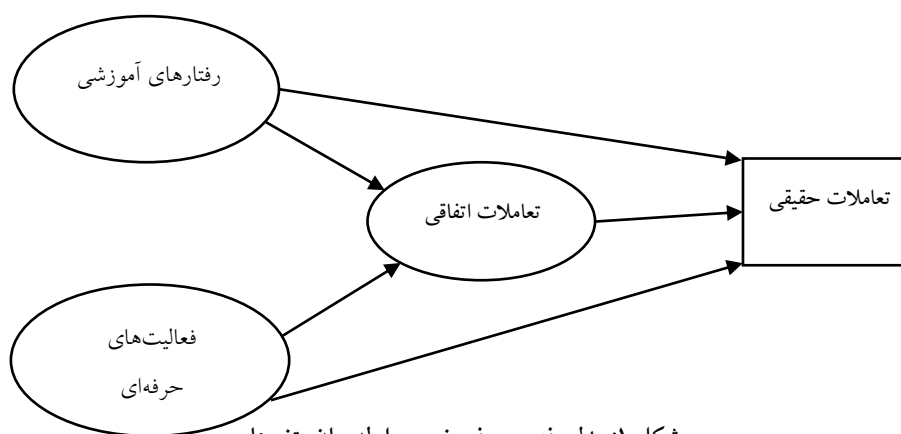 رفتارهای آموزشی
تعاملات حقیقی
تعاملات اتفاقی
فعالیت‌های
حرفه‌ای